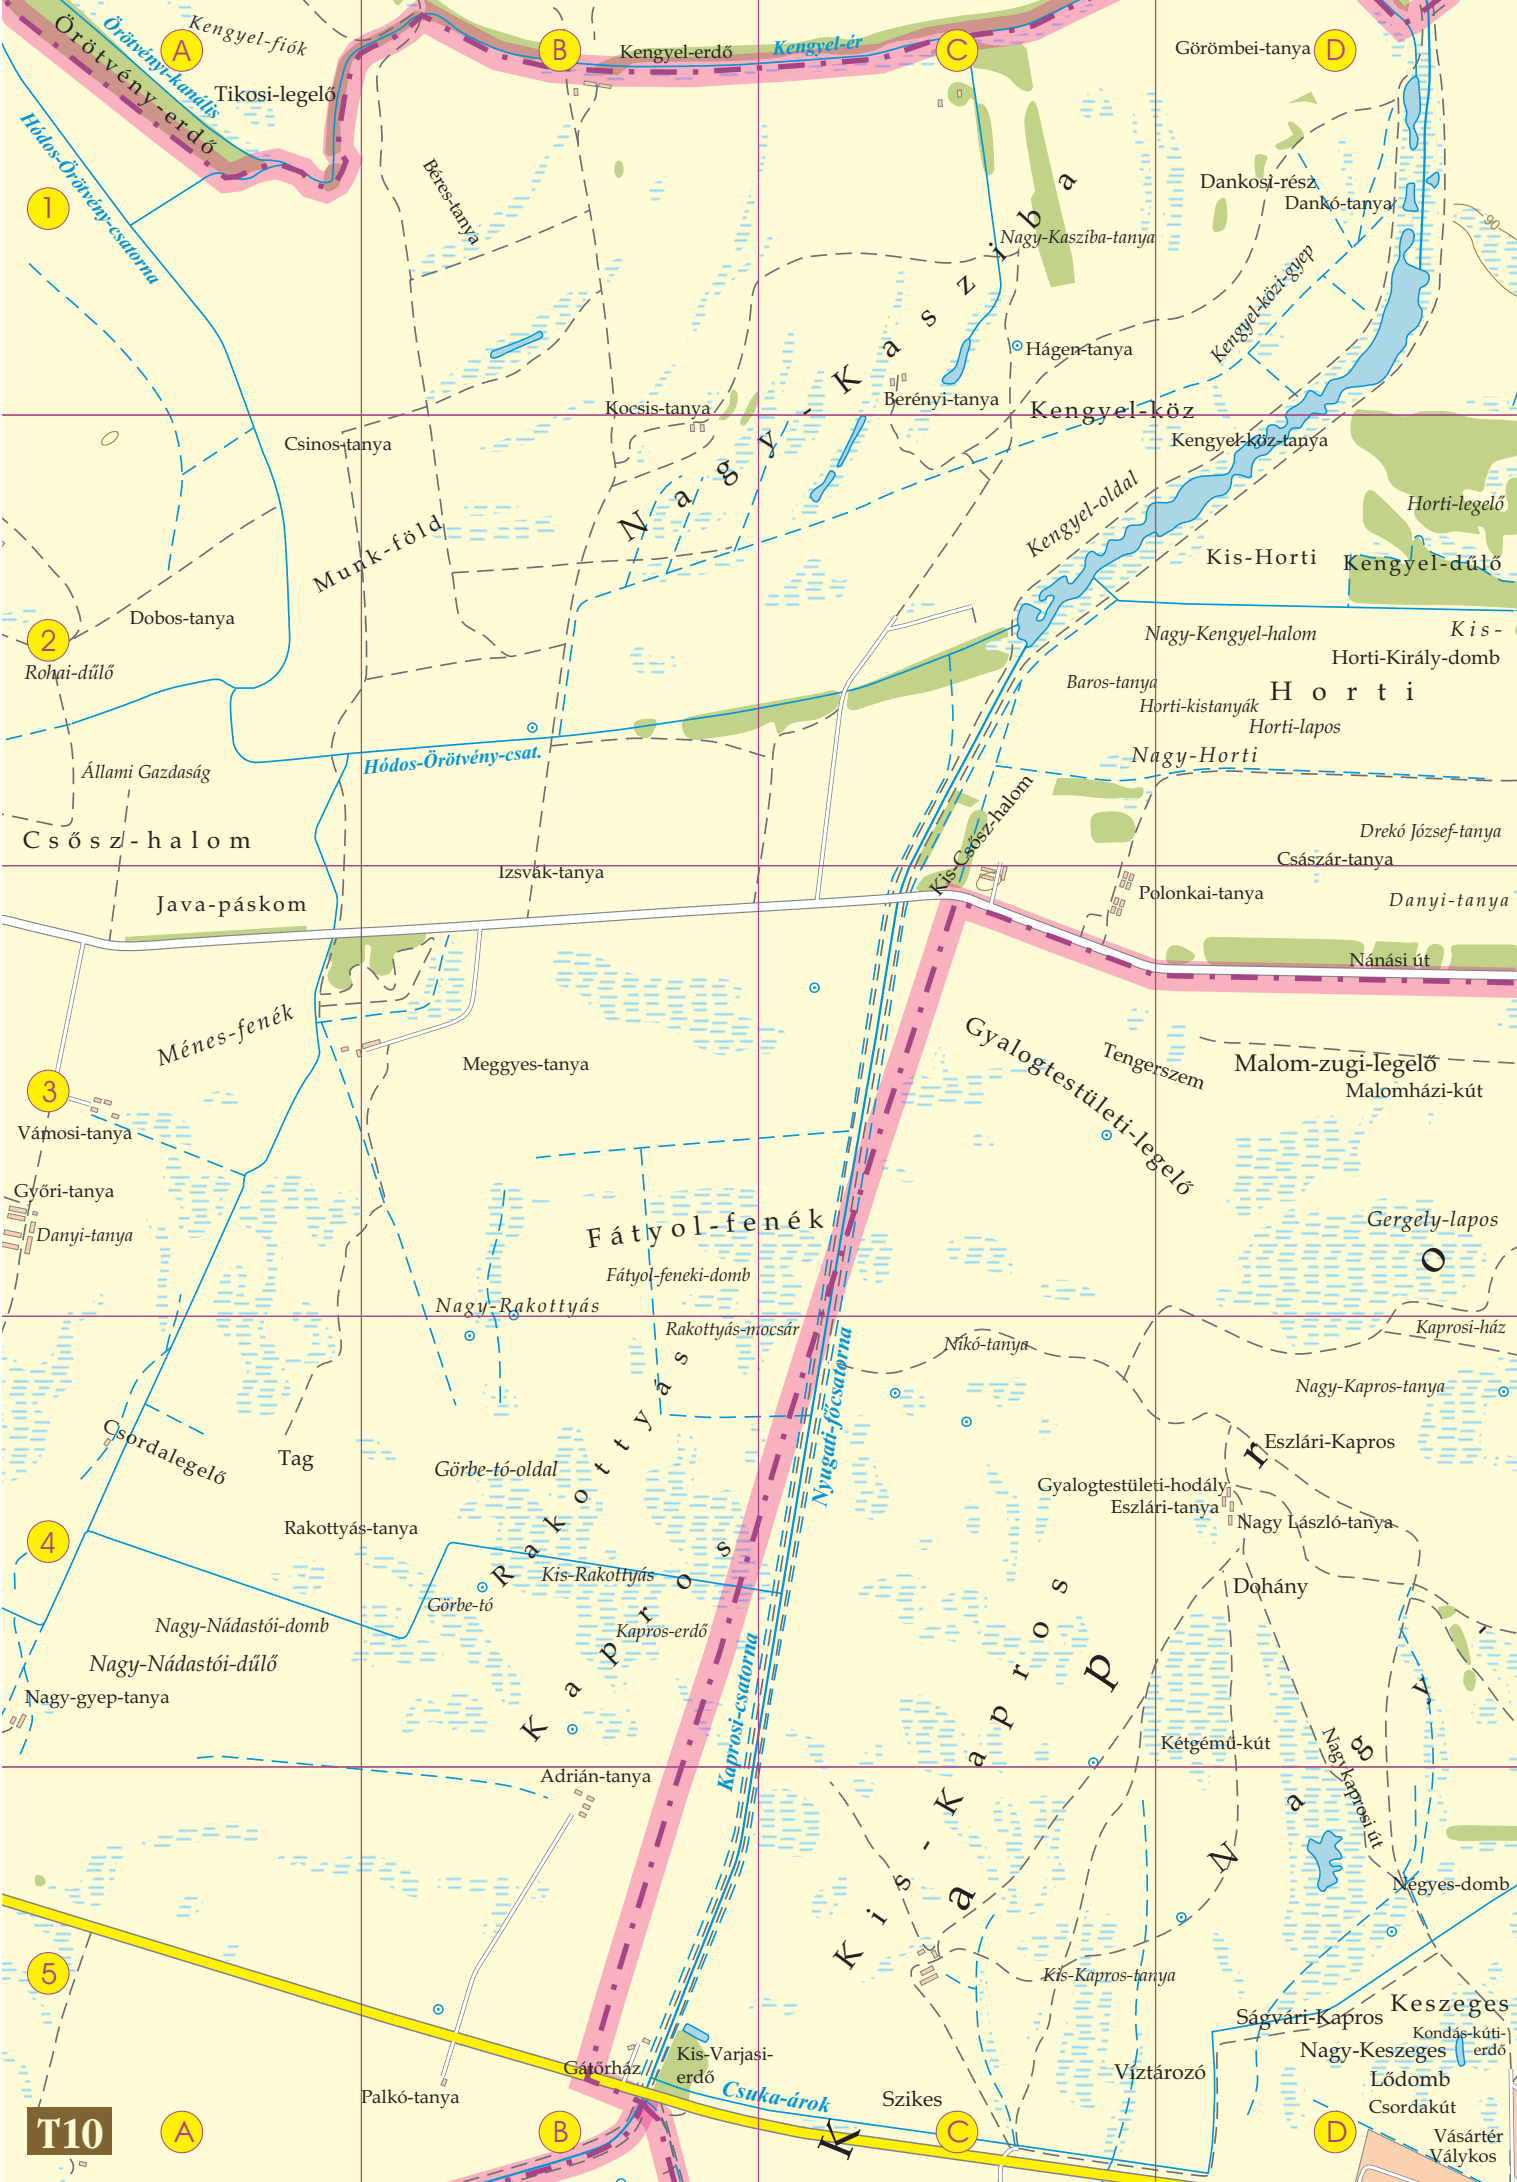 A
B
C
D
Kengyel-fiók
Örötvényi-kanális
Örötvény-erdő
Tikosi-legelő
Kengyel-erdő
Kengyel-ér
Görömbei-tanya
Hódos-Örötvény-csatorna
1
Béres-tanya
Dankosi-rész
Dankó-tanya
90
Nagy-Kasziba-tanya
Nagy-Kasziba
Kengyel-közi-gyep
Hágen-tanya
Berényi-tanya
Kocsis-tanya
Kengyel-köz
Csinos-tanya
Kengyel-köz-tanya
Kengyel-oldal
Horti-legelő
Munk-föld
Kis-Horti
Kengyel-dűlő
2
Dobos-tanya
Rohai-dűlő
Nagy-Kengyel-halom
Kis-
Horti-Király-domb
Baros-tanya
Horti
Horti-kistanyák
Horti-lapos
Nagy-Horti
Hódos-Örötvény-csat.
Állami Gazdaság
Csősz-halom
Kis-Csősz-halom
Drekó József-tanya
Császár-tanya
Izsvák-tanya
Polonkai-tanya
Danyi-tanya
Java-páskom
Nánási út
Ménes-fenék
Meggyes-tanya
Gyalogtestületi-legelő
Tengerszem
Malom-zugi-legelő
Malomházi-kút
3
Vámosi-tanya
Győri-tanya
Danyi-tanya
Fátyol-fenék
Gergely-lapos
Fátyol-feneki-domb
Nagy-Rakottyás
Rakottyás-mocsár
Nyugati-főcsatorna
Nikó-tanya
Kaprosi-ház
Nagy-Kapros-tanya
Csordalegelő
Tag
Görbe-tó-oldal
Rakottyás
Eszlári-Kapros
Gyalogtestületi-hodály
Eszlári-tanya
Nagy László-tanya
Rakottyás-tanya
4
Kis-Rakottyás
Görbe-tó
Dohány
Kapros
Kapros-erdő
Nagy-Nádastói-domb
Nagy-Nádastói-dűlő
Nagy-gyep-tanya
Kaprosi-csatorna
Kis-Kapros
Kétgémű-kút
Nagykaprosi út
Nagy-
Kapro
Adrián-tanya
Négyes-domb
5
Kis-Kapros-tanya
Keszeges
Ságvári-Kapros
Kondás-kúti-
erdő
Nagy-Keszeges
Gátőrház
Kis-Varjasi-
erdő
Csuka-árok
Víztározó
Lődomb
Palkó-tanya
Szikes
Csordakút
Vásártér
Válykos
T10
A
B
C
D